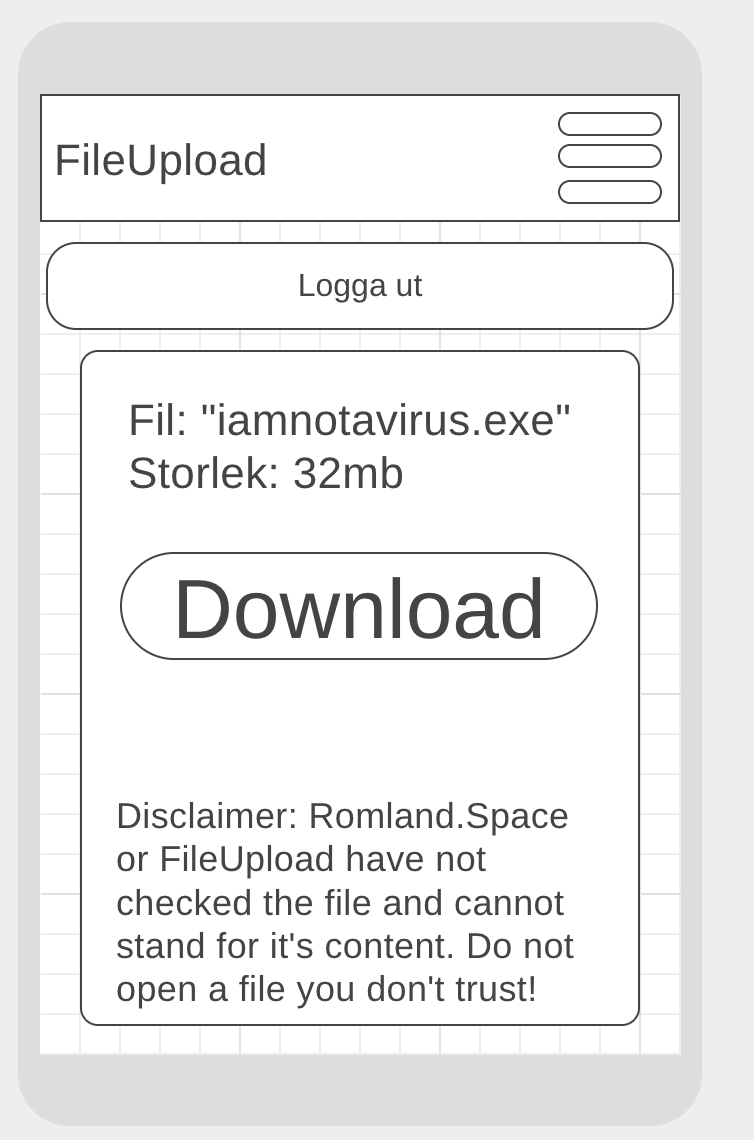 FileUpload
Logga ut
Fil: "iamnotavirus.exe"
Storlek: 32mb
Download
Disclaimer: Romland.Space
or FileUpload have not
checked the file and cannot
stand for it's content. Do not
open a file you don't trust!